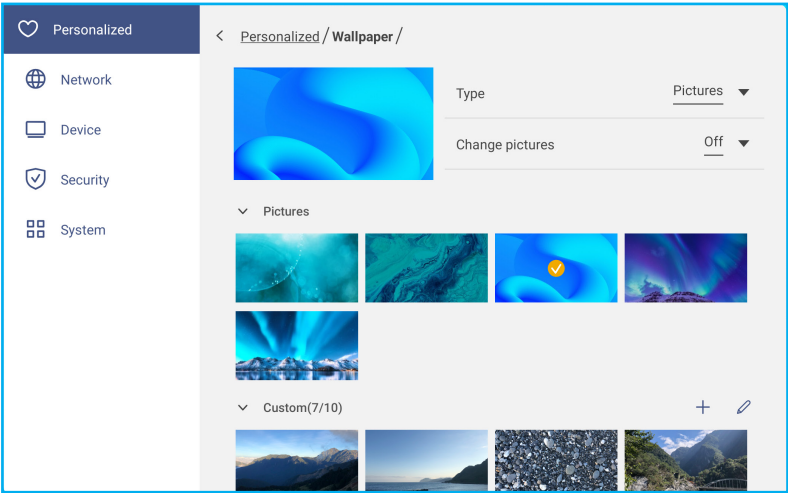 Personalized
Network
Device
Security
System
Personalized / Wallpaper /
Type Pictures
Change pictures Off
Pictures
Custom(7/10)